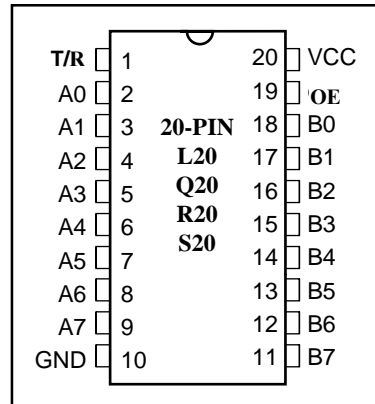 T/R 1 20 VCC
A0 2 19 'OE
A1 3 20-PIN 18 B0
A2 4 L20 17 B1
A3 5 Q20 16 B2
A4 6 R20 15 B3
A5 7 S20 14 B4
A6 8 13 B5
A7 9 12 B6
GND 10 11 B7